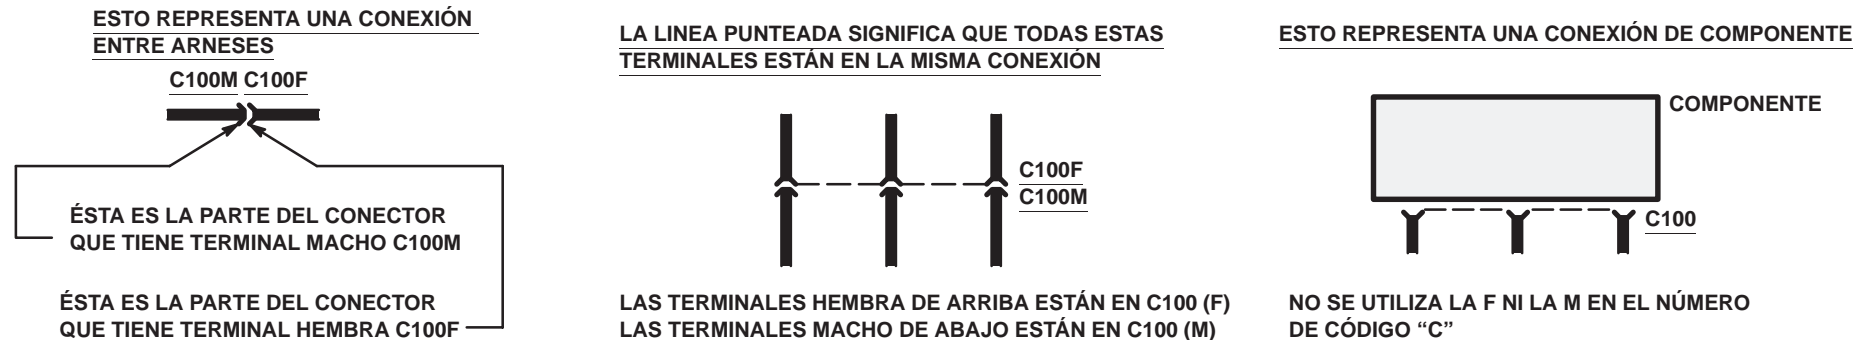 ESTO REPRESENTA UNA CONEXIÓN
ENTRE ARNESES
C100M C100F
ÉSTA ES LA PARTE DEL CONECTOR
QUE TIENE TERMINAL MACHO C100M
ÉSTA ES LA PARTE DEL CONECTOR
QUE TIENE TERMINAL HEMBRA C100F
LA LINEA PUNTEADA SIGNIFICA QUE TODAS ESTAS
TERMINALES ESTÁN EN LA MISMA CONEXIÓN
C100F
C100M
LAS TERMINALES HEMBRA DE ARRIBA ESTÁN EN C100 (F)
LAS TERMINALES MACHO DE ABAJO ESTÁN EN C100 (M)
ESTO REPRESENTA UNA CONEXIÓN DE COMPONENTE
COMPONENTE
C100
NO SE UTILIZA LA F NI LA M EN EL NÚMERO
DE CÓDIGO “C”